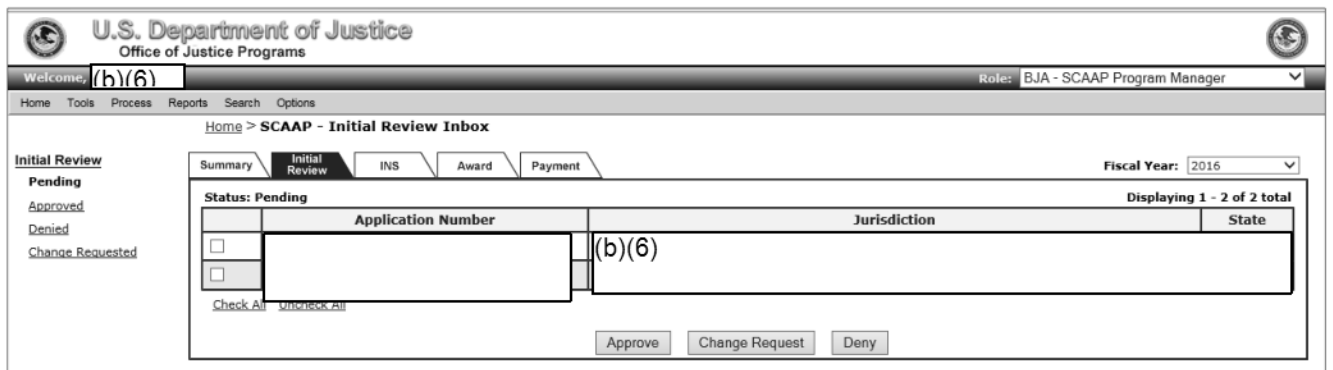 U.S. Department of Justice
Office of Justice Programs
Welcome, (b)(6) Role: BJA - SCAAP Program Manager
Home Tools Process Reports Search Options
Home > SCAAP - Initial Review Inbox
Initial Review
Pending
Approved
Denied
Change Requested
Summary Initial Review INS Award Payment Fiscal Year: 2016
Status: Pending Displaying 1 - 2 of 2 total
Application Number Jurisdiction State
(b)(6)
Check All Uncheck All
Approve Change Request Deny